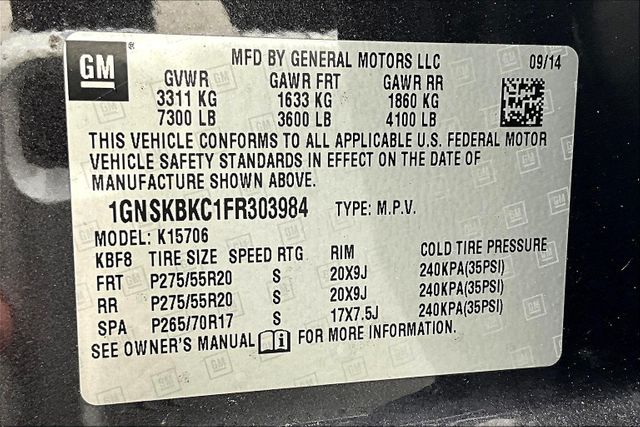 GM ®
MFD BY GENERAL MOTORS LLC 09/14
GVWR GAWR FRT GAWR RR
3311 KG 1633 KG 1860 KG
7300 LB 3600 LB 4100 LB
THIS VEHICLE CONFORMS TO ALL APPLICABLE U.S. FEDERAL MOTOR
VEHICLE SAFETY STANDARDS IN EFFECT ON THE DATE OF
MANUFACTURE SHOWN ABOVE.
1GNSKBKC1FR303984 TYPE: M.P.V.
MODEL: K15706
KBF8 TIRE SIZE SPEED RTG RIM COLD TIRE PRESSURE
FRT P275/55R20 S 20X9J 240KPA(35PSI)
RR P275/55R20 S 20X9J 240KPA(35PSI)
SPA P265/70R17 S 17X7.5J 240KPA(35PSI)
SEE OWNER'S MANUAL i FOR MORE INFORMATION.